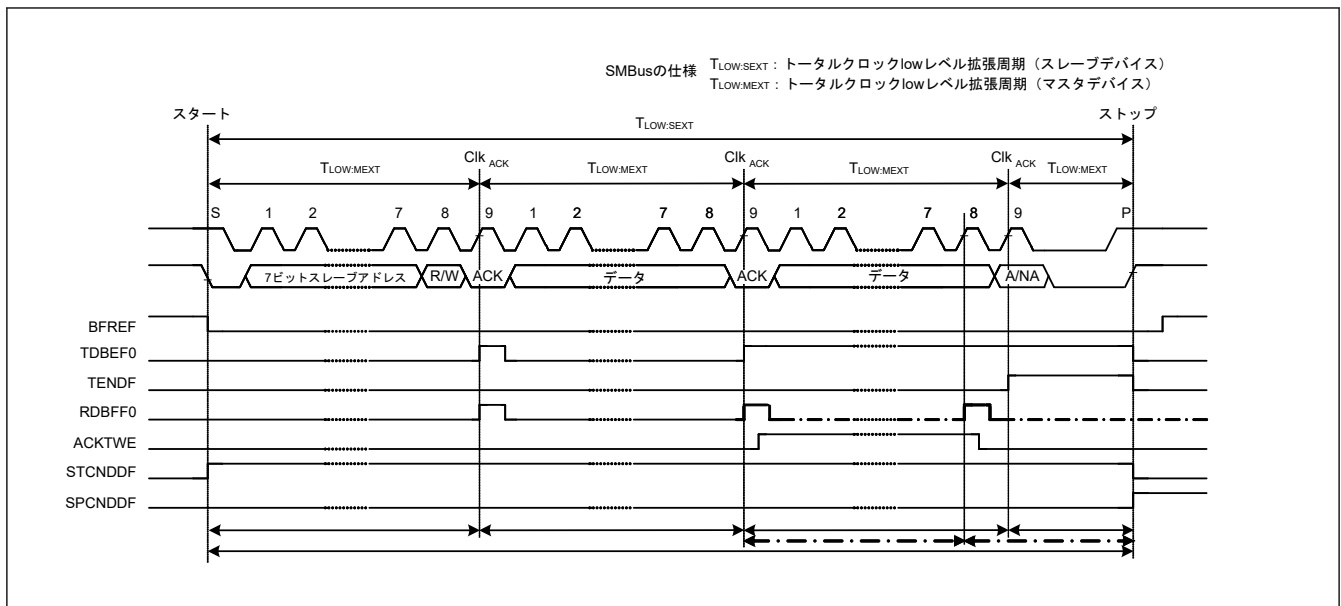 SMBusの仕様 TLOW:SEXT : トータルクロックlowレベル拡張周期（スレーブデバイス）
TLOW:MEXT : トータルクロックlowレベル拡張周期（マスタデバイス）
スタート ストップ
TLOW:SEXT
Clk ACK Clk ACK Clk ACK
TLOW:MEXT TLOW:MEXT TLOW:MEXT TLOW:MEXT
S 1 2 7 8 9 1 2 7 8 9 1 2 7 8 9 P
7ビットスレーブアドレス R/W ACK データ ACK データ A/NA
BFREF
TDBEF0
TENDF
RDBFF0
ACKTWE
STCNDDF
SPCNDDF